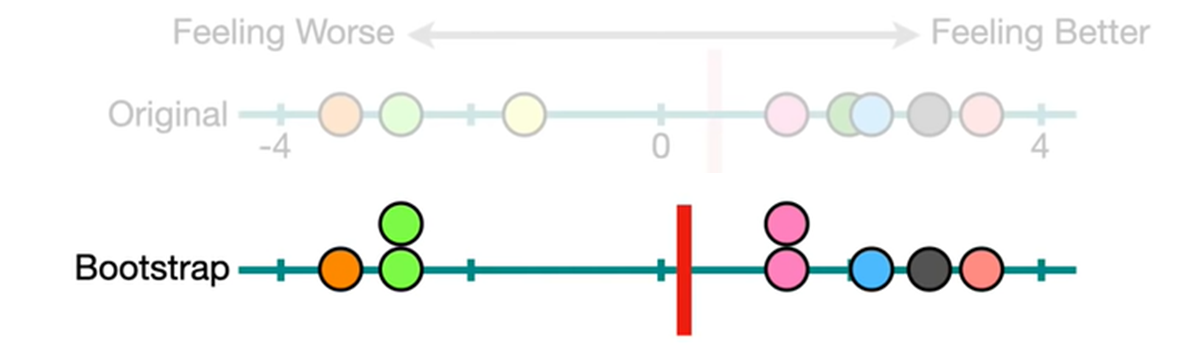 Feeling Worse Feeling Better
Original
-4 0 4
Bootstrap